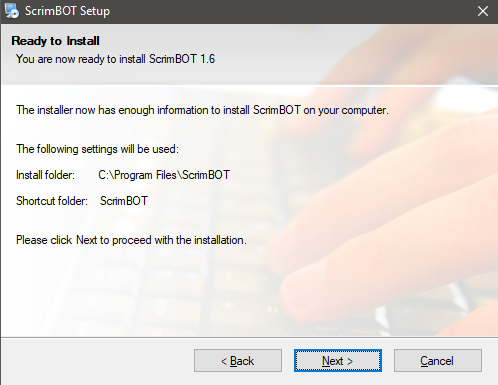 ScrimBOT Setup
Ready to Install
You are now ready to install ScrimBOT 1.6
The installer now has enough information to install ScrimBOT on your computer.
The following settings will be used:
Install folder: C:\Program Files\ScrimBOT
Shortcut folder: ScrimBOT
Please click Next to proceed with the installation.
< Back Next > Cancel